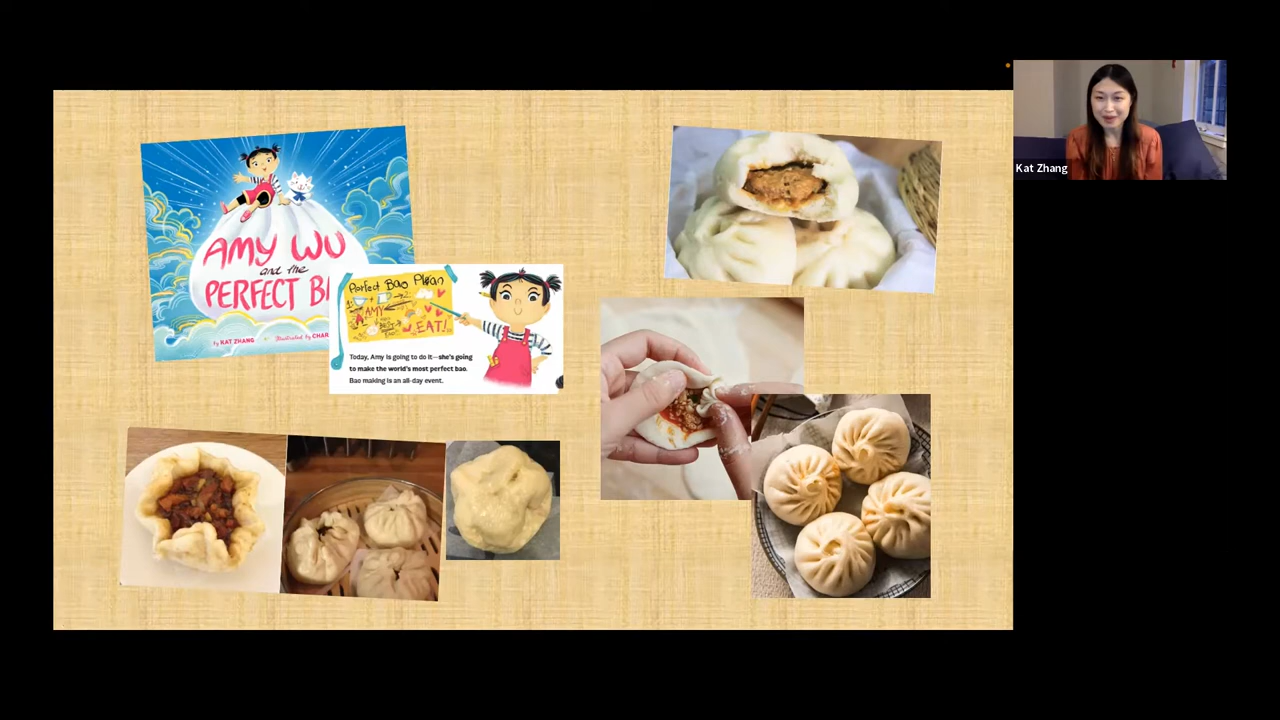 AMY WU
and the
PERFECT
by KAT ZHANG Illustrated by
Perfect Bao Plan
AMY
EAT!
Today, Amy is going to do it—she's going
to make the world's most perfect bao.
Bao making is an all-day event.
Kat Zhang